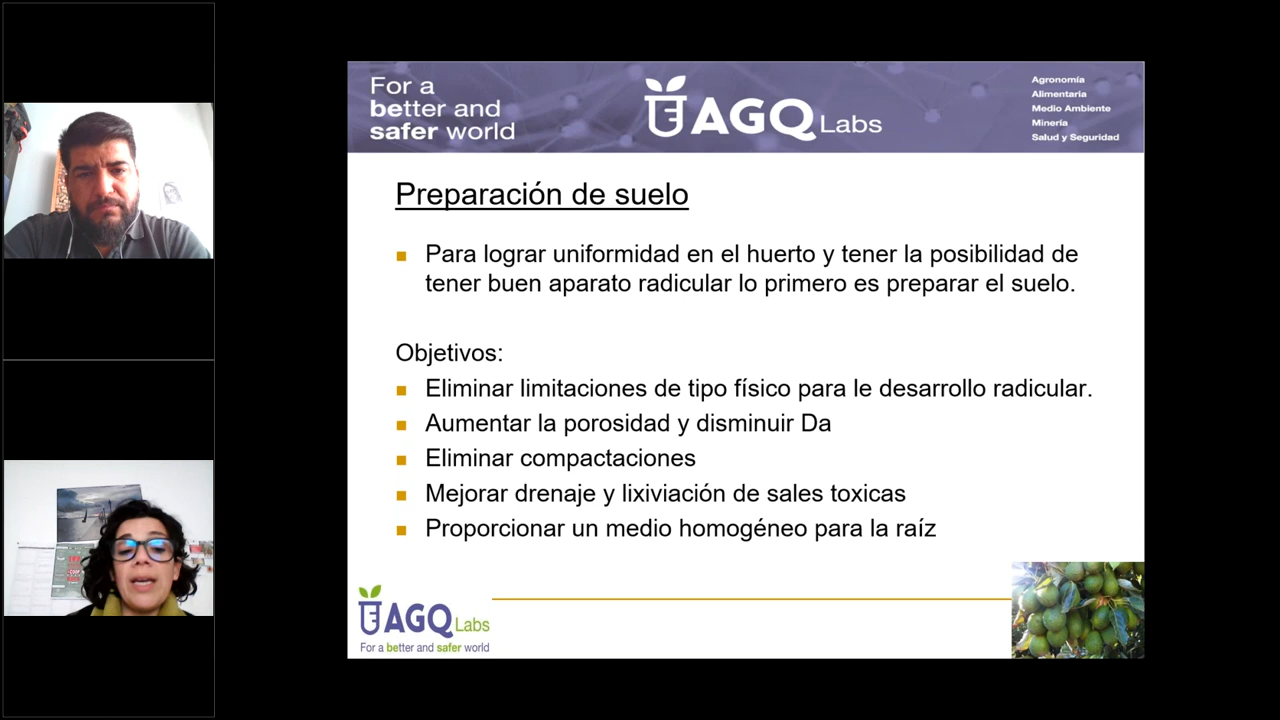 For a
better and
safer world
AGQ Labs
Agronomía
Alimentaria
Medio Ambiente
Minería
Salud y Seguridad
Preparación de suelo
Para lograr uniformidad en el huerto y tener la posibilidad de
tener buen aparato radicular lo primero es preparar el suelo.
Objetivos:
Eliminar limitaciones de tipo físico para le desarrollo radicular.
Aumentar la porosidad y disminuir Da
Eliminar compactaciones
Mejorar drenaje y lixiviación de sales toxicas
Proporcionar un medio homogéneo para la raíz
AGQ Labs
For a better and safer world